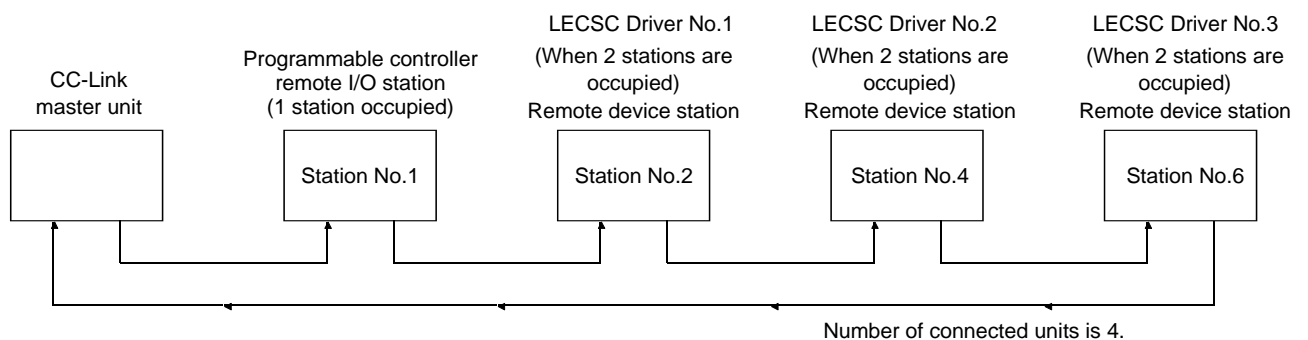 CC-Link
master unit
Programmable controller
remote I/O station
(1 station occupied)
LECSC Driver No.1
(When 2 stations are
occupied)
Remote device station
LECSC Driver No.2
(When 2 stations are
occupied)
Remote device station
LECSC Driver No.3
(When 2 stations are
occupied)
Remote device station
Station No.1
Station No.2
Station No.4
Station No.6
Number of connected units is 4.